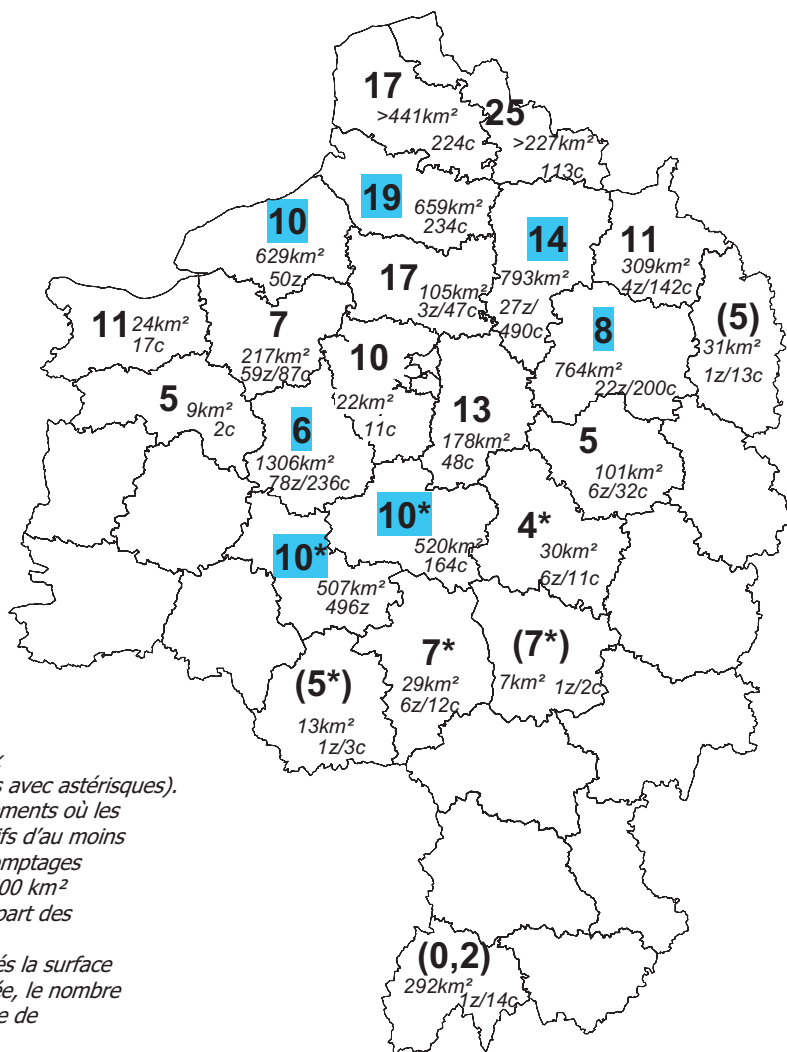 17
>441km²
224c
25
>227km²
113c
19
659km²
234c
10
629km²
50z
14
793km²
27z/
490c
11
309km²
4z/142c
17
105km²
3z/47c
(5)
31km²
1z/13c
11
24km²
17c
7
217km²
59z/87c
8
764km²
22z/200c
10
22km²
11c
13
178km²
48c
5
9km²
2c
6
1306km²
78z/236c
5
101km²
6z/32c
10*
520km²
164c
4*
30km²
6z/11c
10*
507km²
496z
7*
29km²
6z/12c
(7*)
7km² 1z/2c
(5*)
13km²
1z/3c
s avec astérisques).
ements où les
ifs d'au moins
mptages
00 km²
part des
és la surface
ée, le nombre
e de
(0,2)
292km²
1z/14c